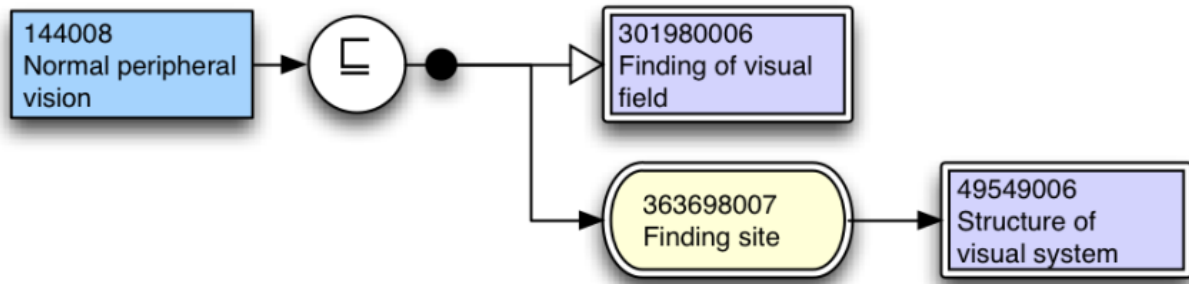 144008
Normal peripheral
vision
⊑
301980006
Finding of visual
field
363698007
Finding site
49549006
Structure of
visual system